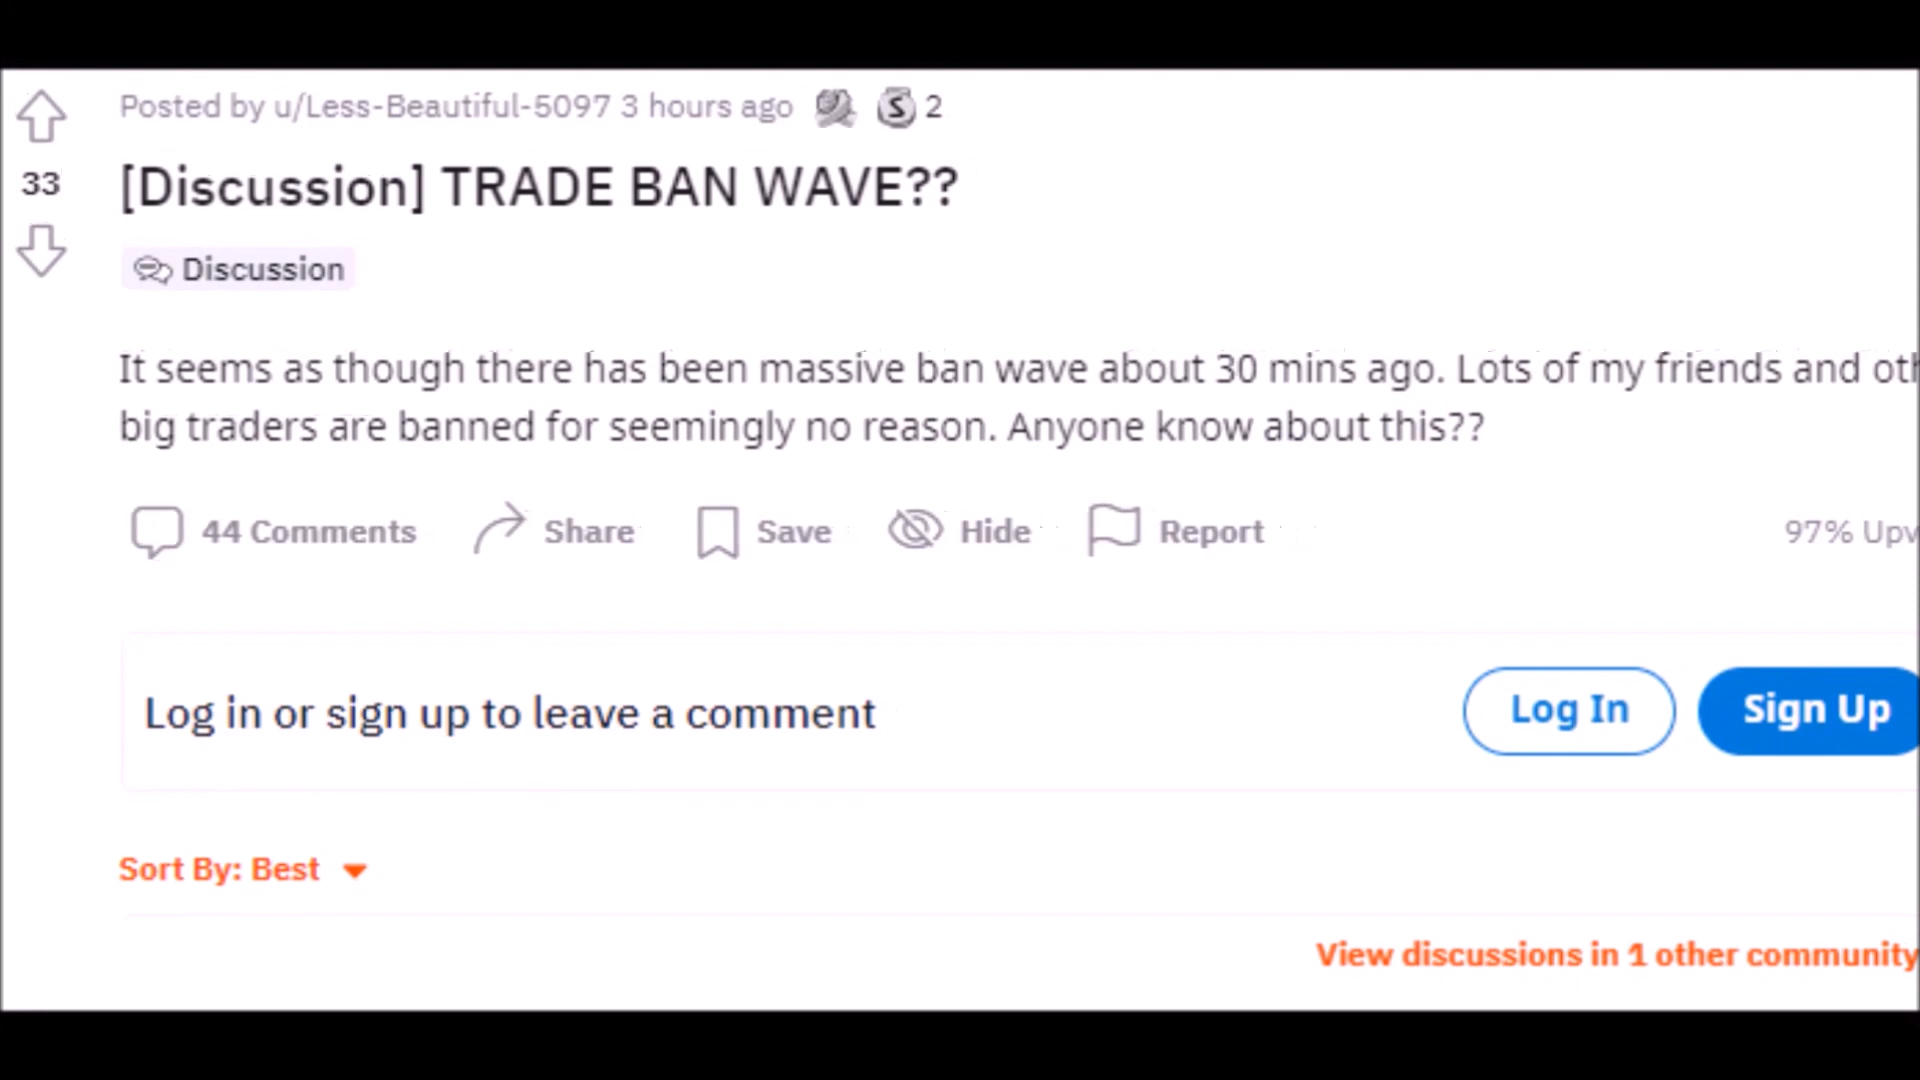 Posted by u/Less-Beautiful-5097 3 hours ago S 2
33
[Discussion] TRADE BAN WAVE??
Discussion
It seems as though there has been massive ban wave about 30 mins ago. Lots of my friends and oth
big traders are banned for seemingly no reason. Anyone know about this??
44 Comments Share Save Hide Report 97% Upv
Log in or sign up to leave a comment Log In Sign Up
Sort By: Best
View discussions in 1 other community